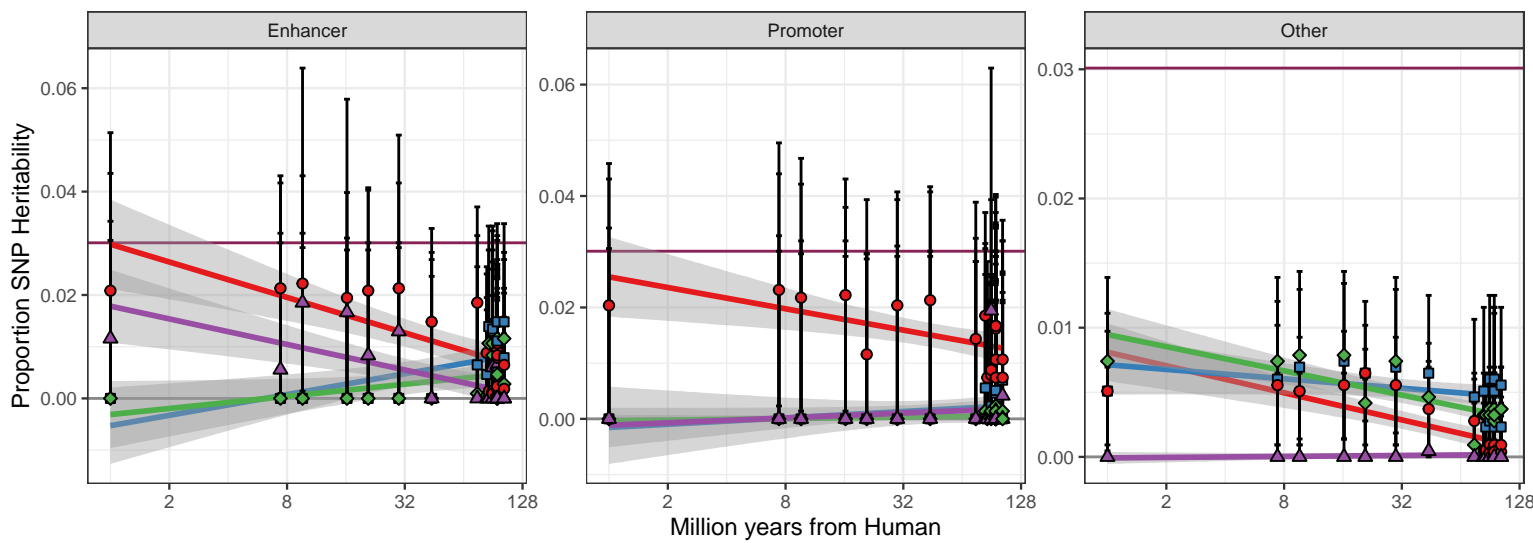 Enhancer
Promoter
Other
Proportion SNP Heritability
0.06
0.04
0.02
0.00
0.06
0.04
0.02
0.00
0.03
0.02
0.01
0.00
2 8 32 128
2 8 32 128
2 8 32 128
Million years from Human